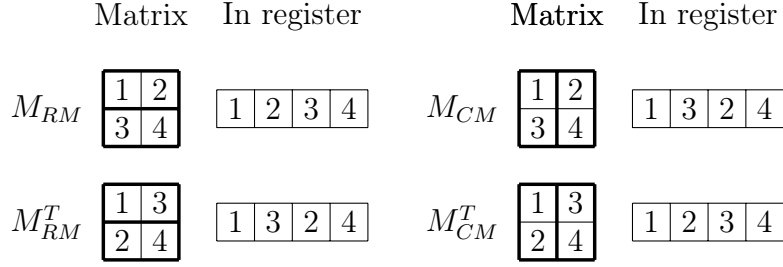 Matrix In register Matrix In register
M_RM 1 2 1 2 3 4 M_CM 1 2 1 3 2 4
3 4 3 4
M^T_RM 1 3 1 3 2 4 M^T_CM 1 3 1 2 3 4
2 4 2 4